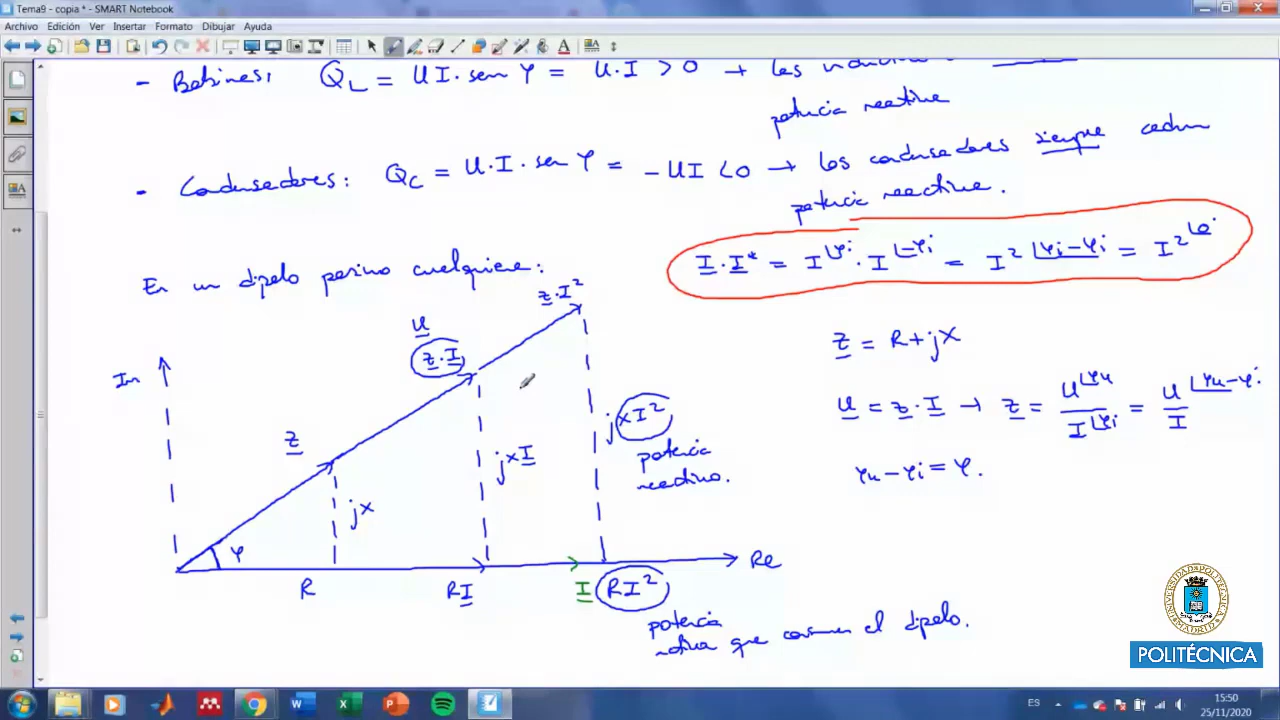 Tema9 - copia * - SMART Notebook
Archivo Edición Ver Insertar Formato Dibujar Ayuda
- Bobinas: Q_L = UI · sen φ = U·I > 0 → las
potencia reactiva
- Condensadores: Q_C = U·I · sen φ = -UI < 0 → los condensadores siempre ceden
potencia reactiva.
I · I* = I∟φi · I∟-φi = I² ∟φi-φi = I² ∟0°
En un dipolo pasivo cualquiera:
z · I²
U
z · I
z = R + jX
Im
U = z · I → z = U∟φu / I∟φi = U/I ∟φu-φi
z
jXI²
jXI
potencia
reactiva.
φu - φi = φ.
jX
φ
Re
R
RI
I
RI²
potencia
activa que consume el dipolo.
POLITÉCNICA
ES
15:50
25/11/2020